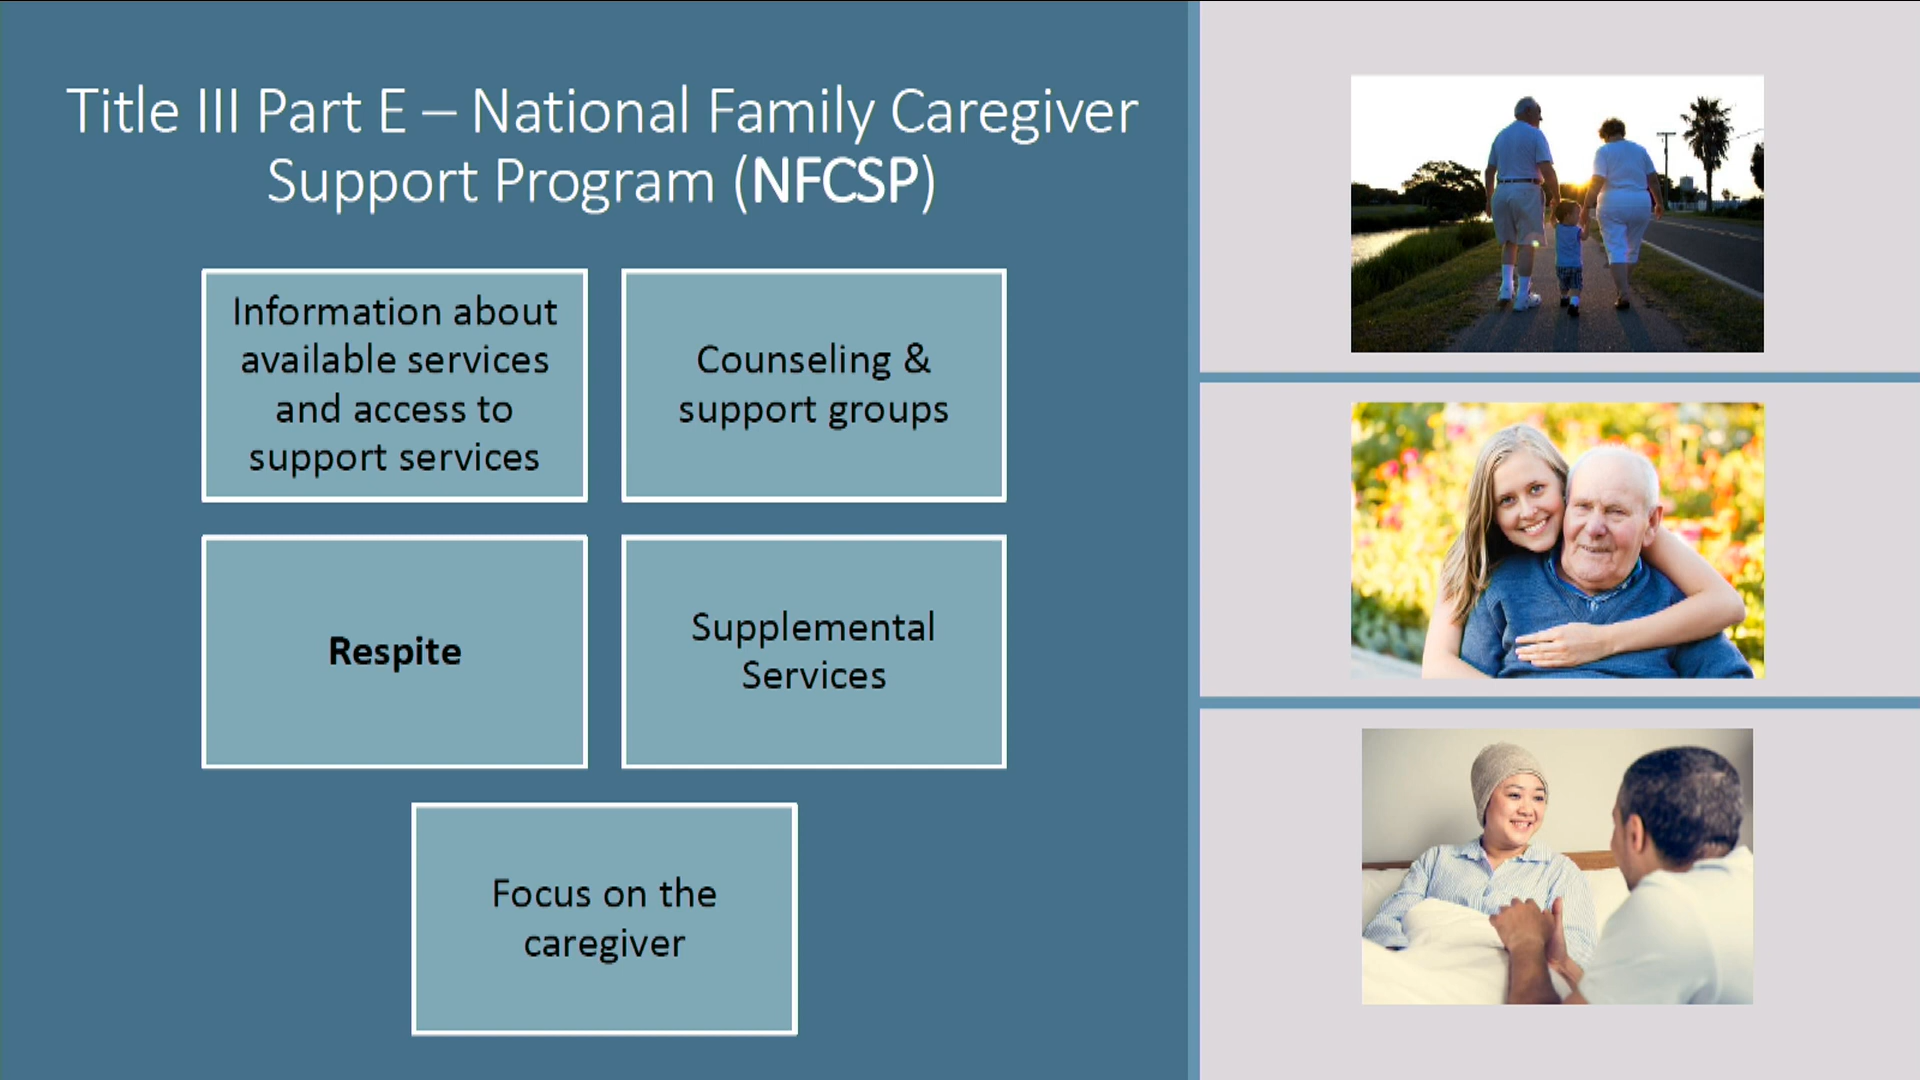 Title III Part E – National Family Caregiver
Support Program (NFCSP)
Information about
available services
and access to
support services
Counseling &
support groups
Respite
Supplemental
Services
Focus on the
caregiver